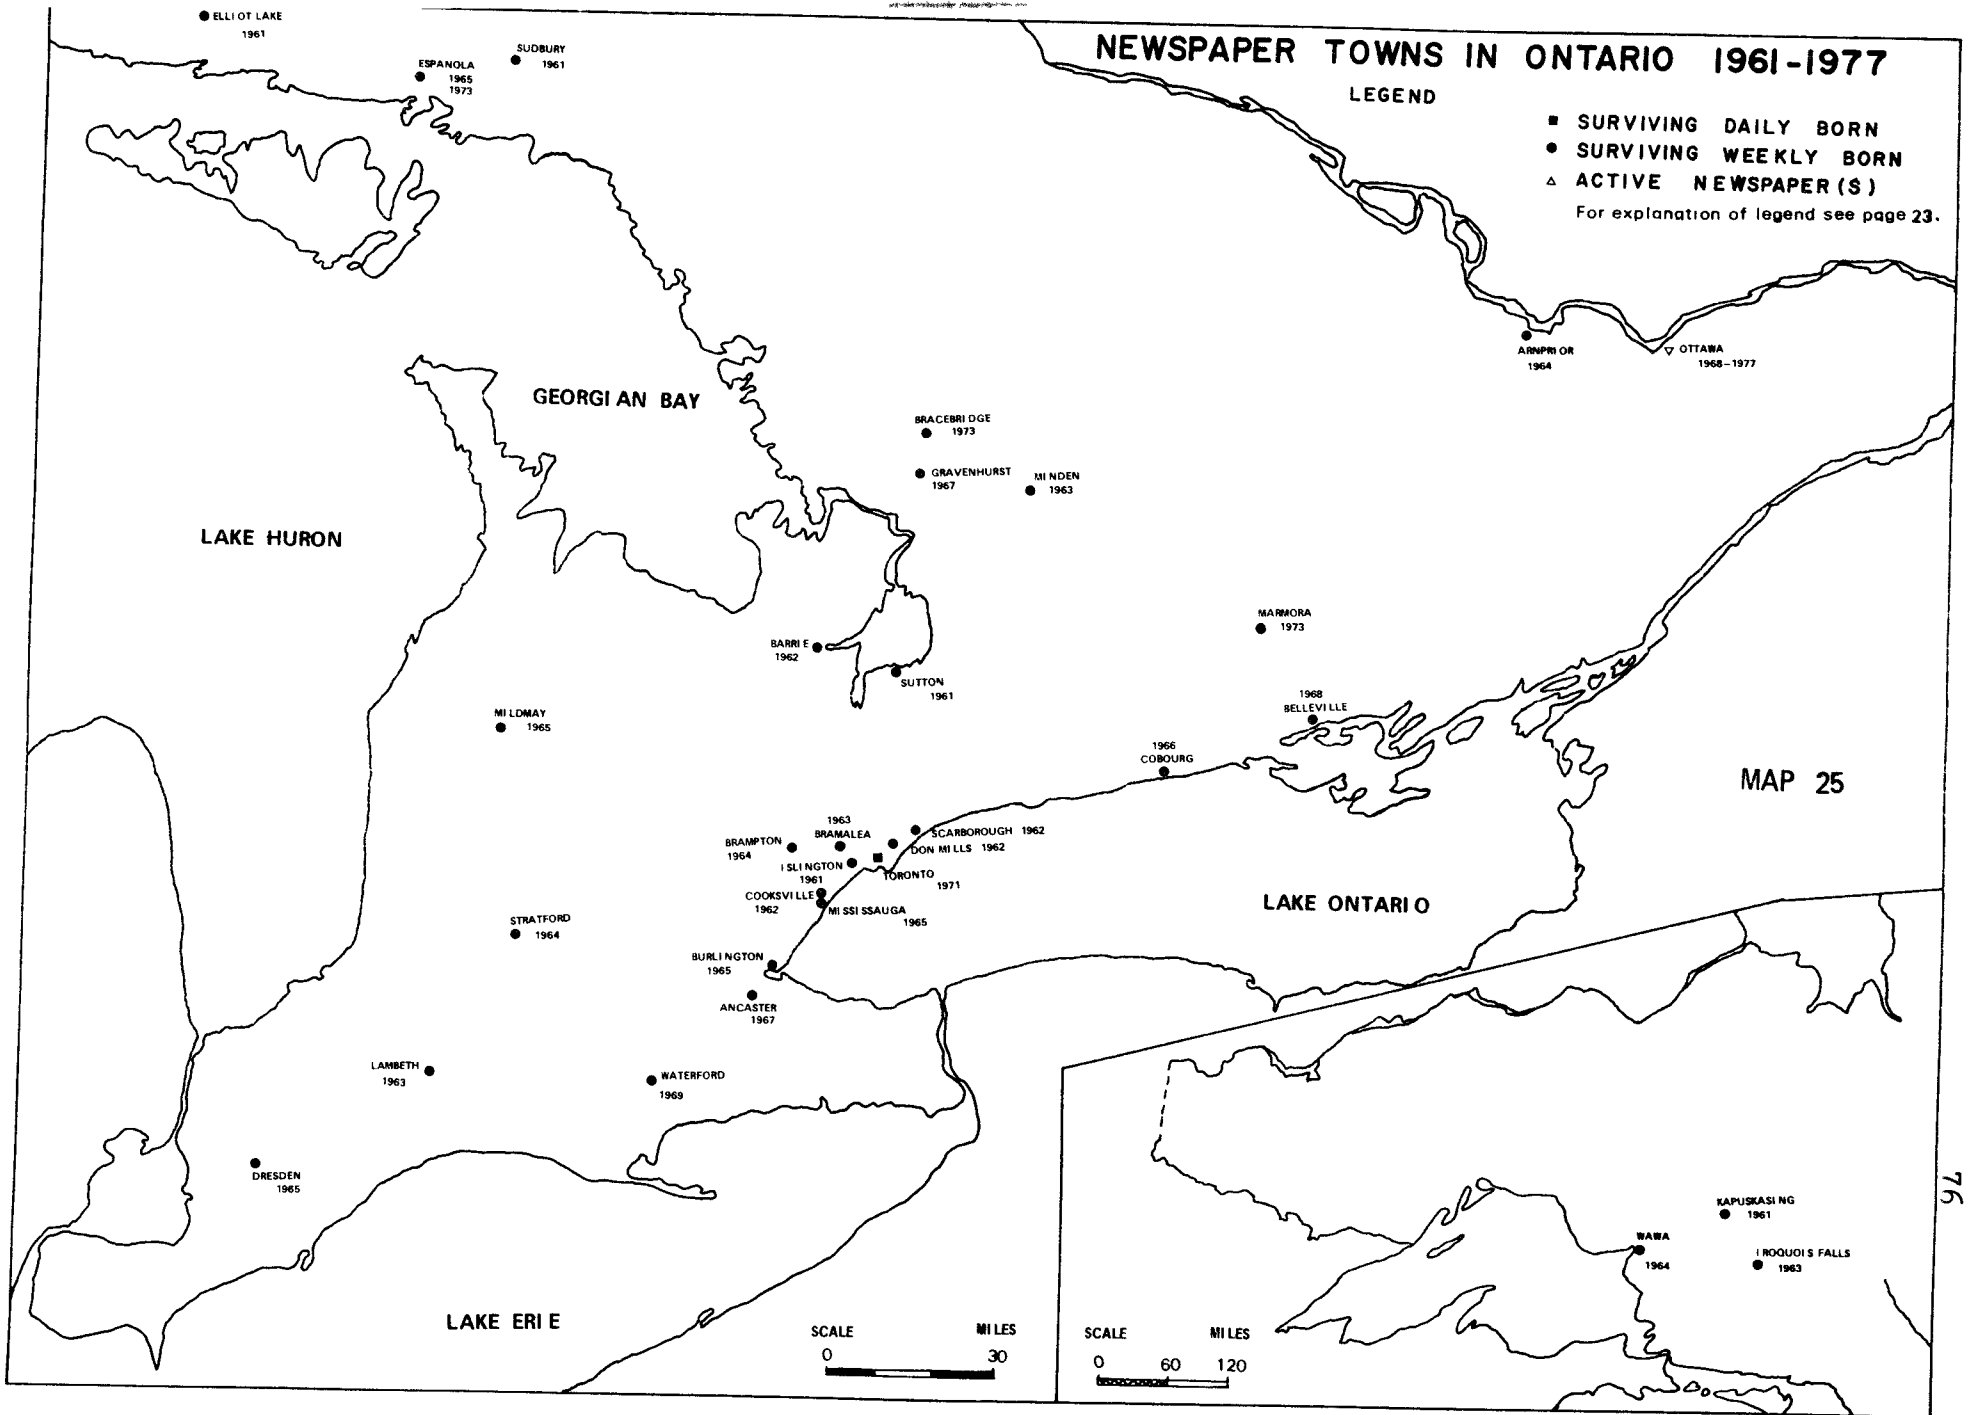 NEWSPAPER TOWNS IN ONTARIO 1961-1977
LEGEND
SURVIVING DAILY BORN
SURVIVING WEEKLY BORN
ACTIVE NEWSPAPER(S)
For explanation of legend see page 23.
ELLIOT LAKE
1961
SUDBURY
1961
ESPANOLA
1965
1973
ARNPRIOR
1964
OTTAWA
1968-1977
GEORGIAN BAY
BRACEBRIDGE
1973
GRAVENHURST
1967
MINDEN
1963
LAKE HURON
MARMORA
1973
BARRIE
1962
SUTTON
1961
1968
BELLEVILLE
MILDMAY
1965
1966
COBOURG
MAP 25
1963
BRAMALEA
SCARBOROUGH 1962
BRAMPTON
1964
DON MILLS 1962
ISLINGTON
1961
TORONTO
1971
COOKSVILLE
1962
MISSISSAUGA
1965
LAKE ONTARIO
STRATFORD
1964
BURLINGTON
1965
ANCASTER
1967
LAMBETH
1963
WATERFORD
1969
DRESDEN
1965
KAPUSKASING
1961
WAWA
1964
IROQUOIS FALLS
1963
76
LAKE ERIE
SCALE MILES
0 30
SCALE MILES
0 60 120